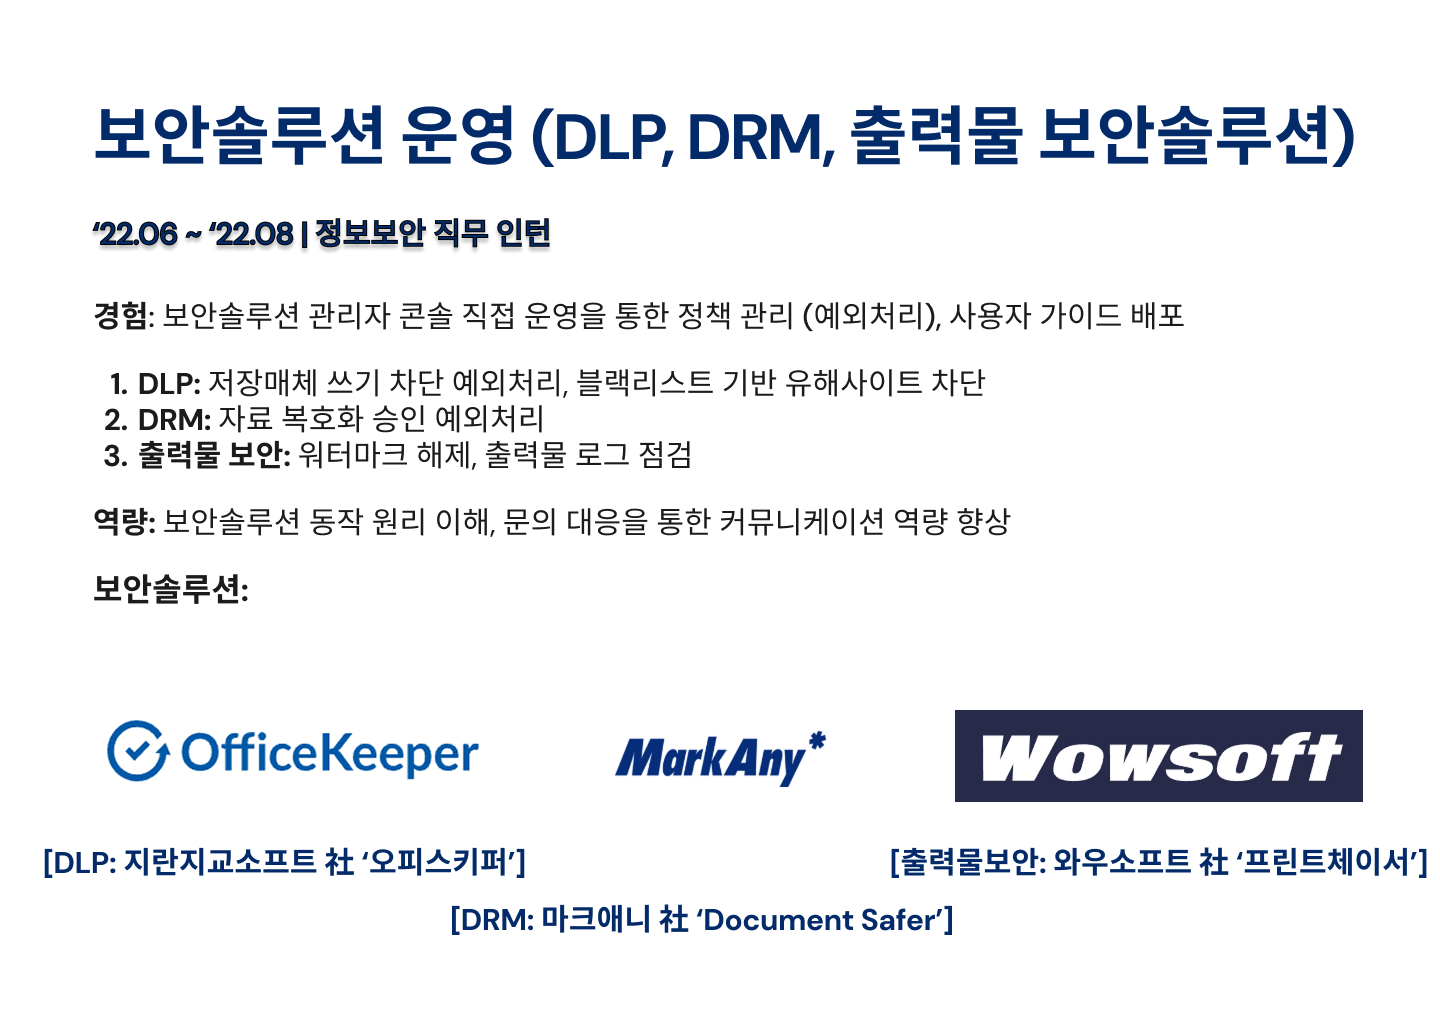 보안솔루션 운영 (DLP, DRM, 출력물 보안솔루션)
‘22.06 ~ ‘22.08 | 정보보안 직무 인턴
경험: 보안솔루션 관리자 콘솔 직접 운영을 통한 정책 관리 (예외처리), 사용자 가이드 배포
1. DLP: 저장매체 쓰기 차단 예외처리, 블랙리스트 기반 유해사이트 차단
2. DRM: 자료 복호화 승인 예외처리
3. 출력물 보안: 워터마크 해제, 출력물 로그 점검
역량: 보안솔루션 동작 원리 이해, 문의 대응을 통한 커뮤니케이션 역량 향상
보안솔루션:
OfficeKeeper
MarkAny*
Wowsoft
[DLP: 지란지교소프트 社 ‘오피스키퍼’]
[출력물보안: 와우소프트 社 ‘프린트체이서’]
[DRM: 마크애니 社 ‘Document Safer’]